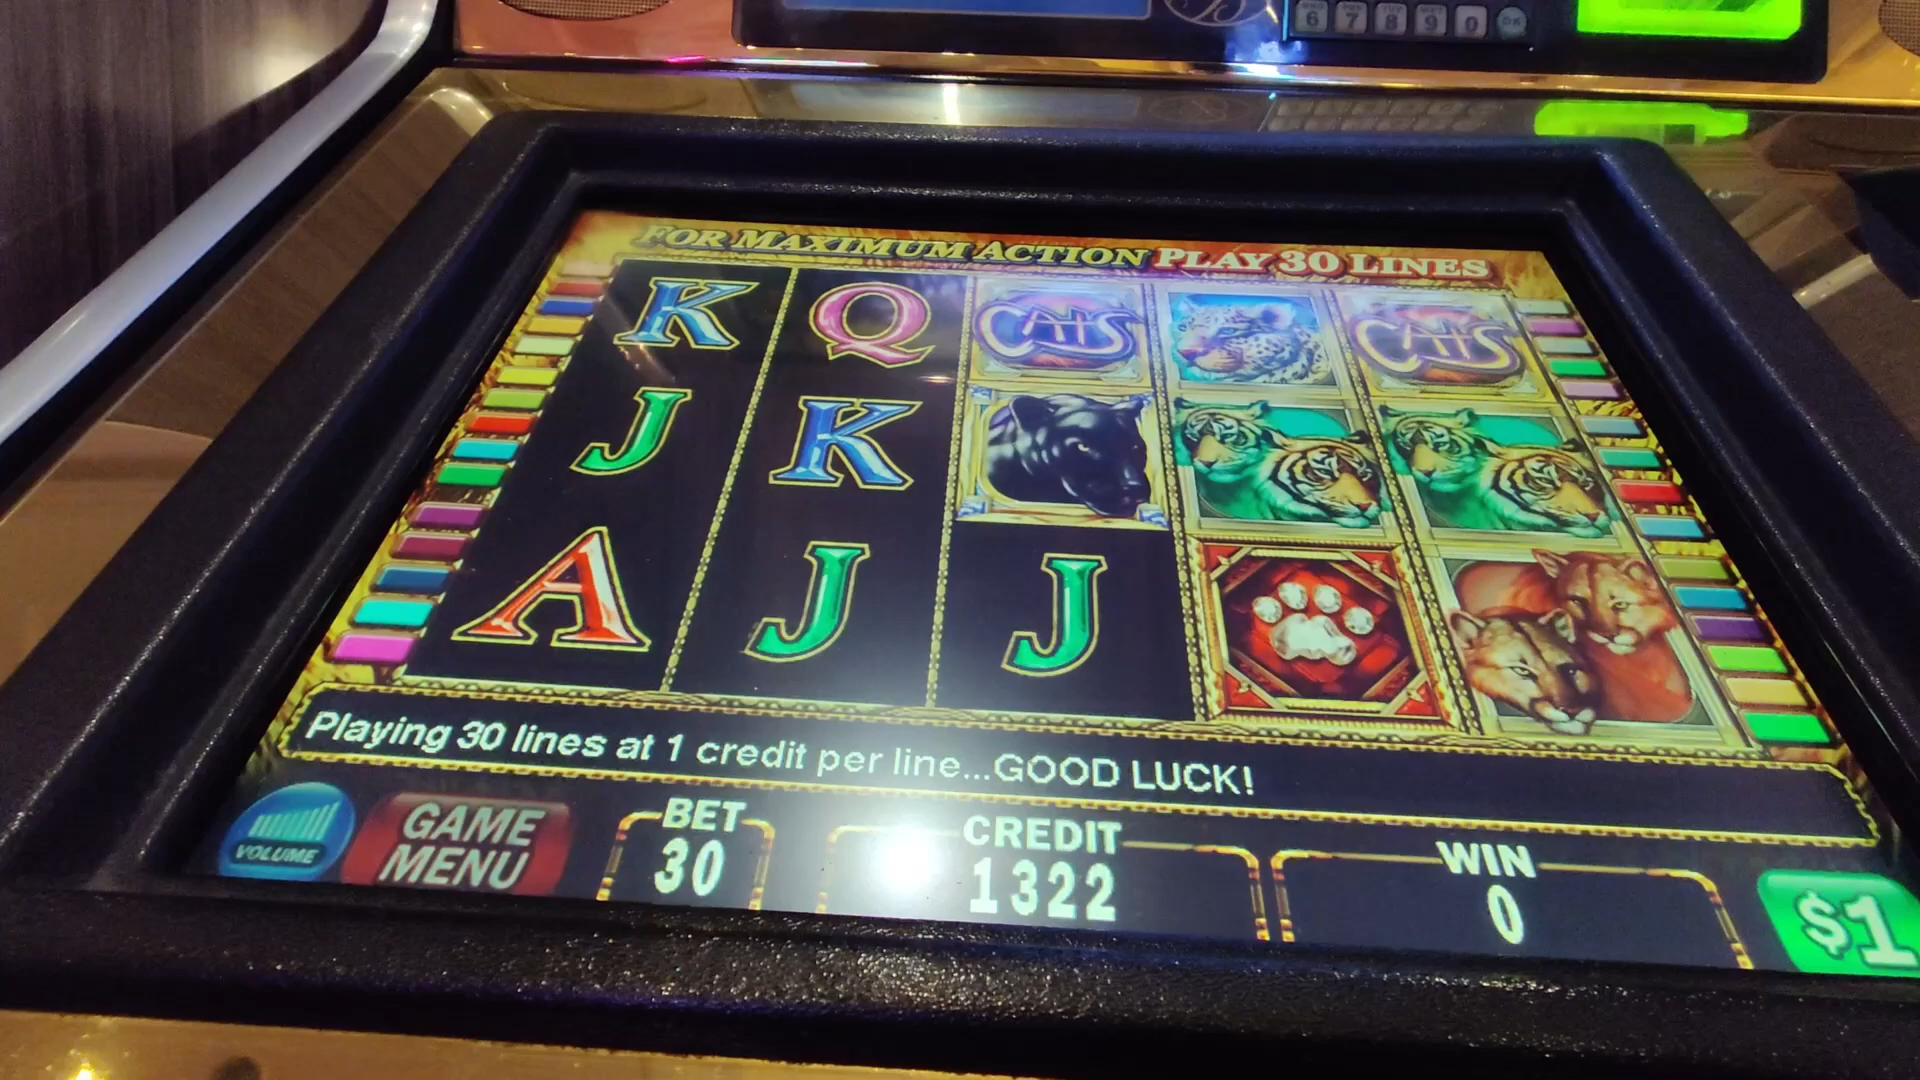 6 7 8 9 0 OK
FOR MAXIMUM ACTION PLAY 30 LINES
K Q CATS CATS
J K
A J J
Playing 30 lines at 1 credit per line...GOOD LUCK!
VOLUME
GAME MENU
BET
30
CREDIT
1322
WIN
0
$1